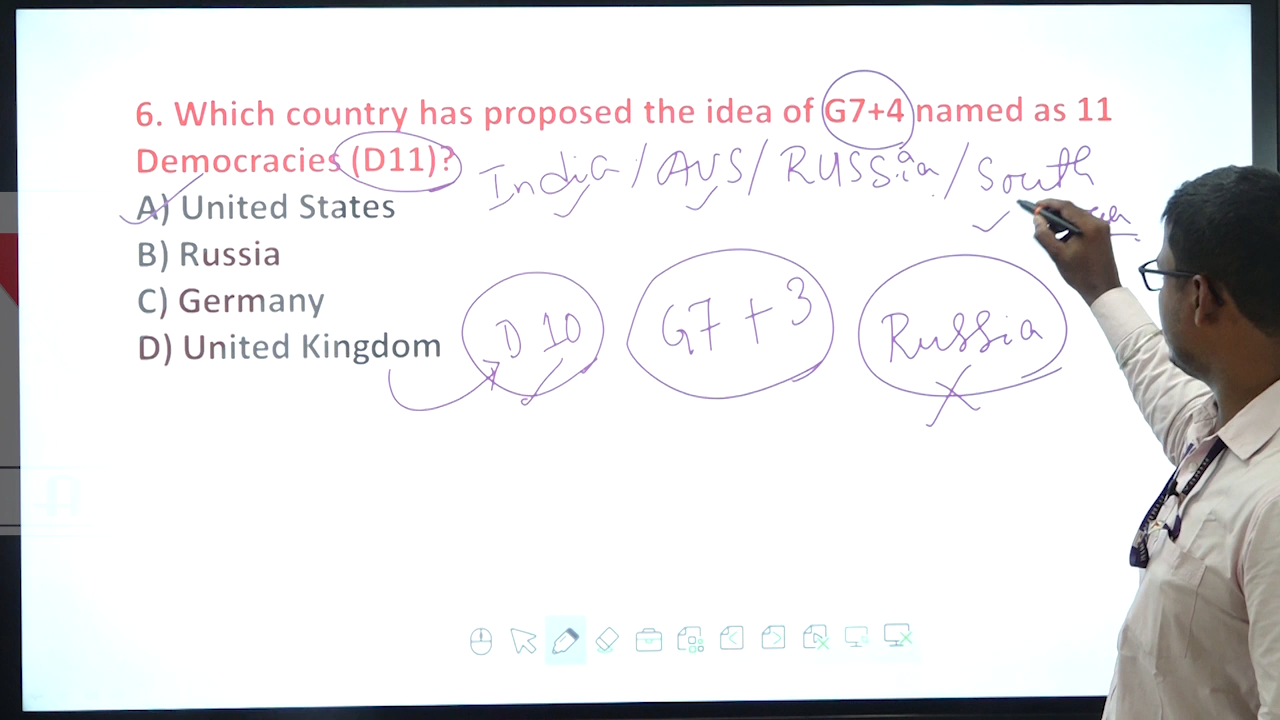 6. Which country has proposed the idea of G7+4 named as 11
Democracies (D11)?
India / AUS / RUSSia / South
A) United States
B) Russia
C) Germany
D) United Kingdom
D 10
G7 + 3
Russia